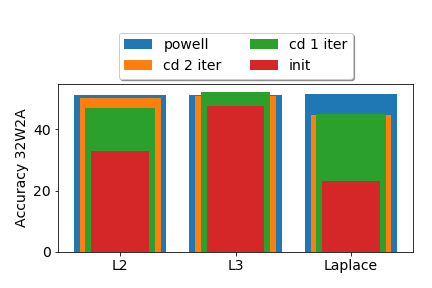 powell cd 1 iter
cd 2 iter init
Accuracy 32W2A
40
20
0
L2 L3 Laplace